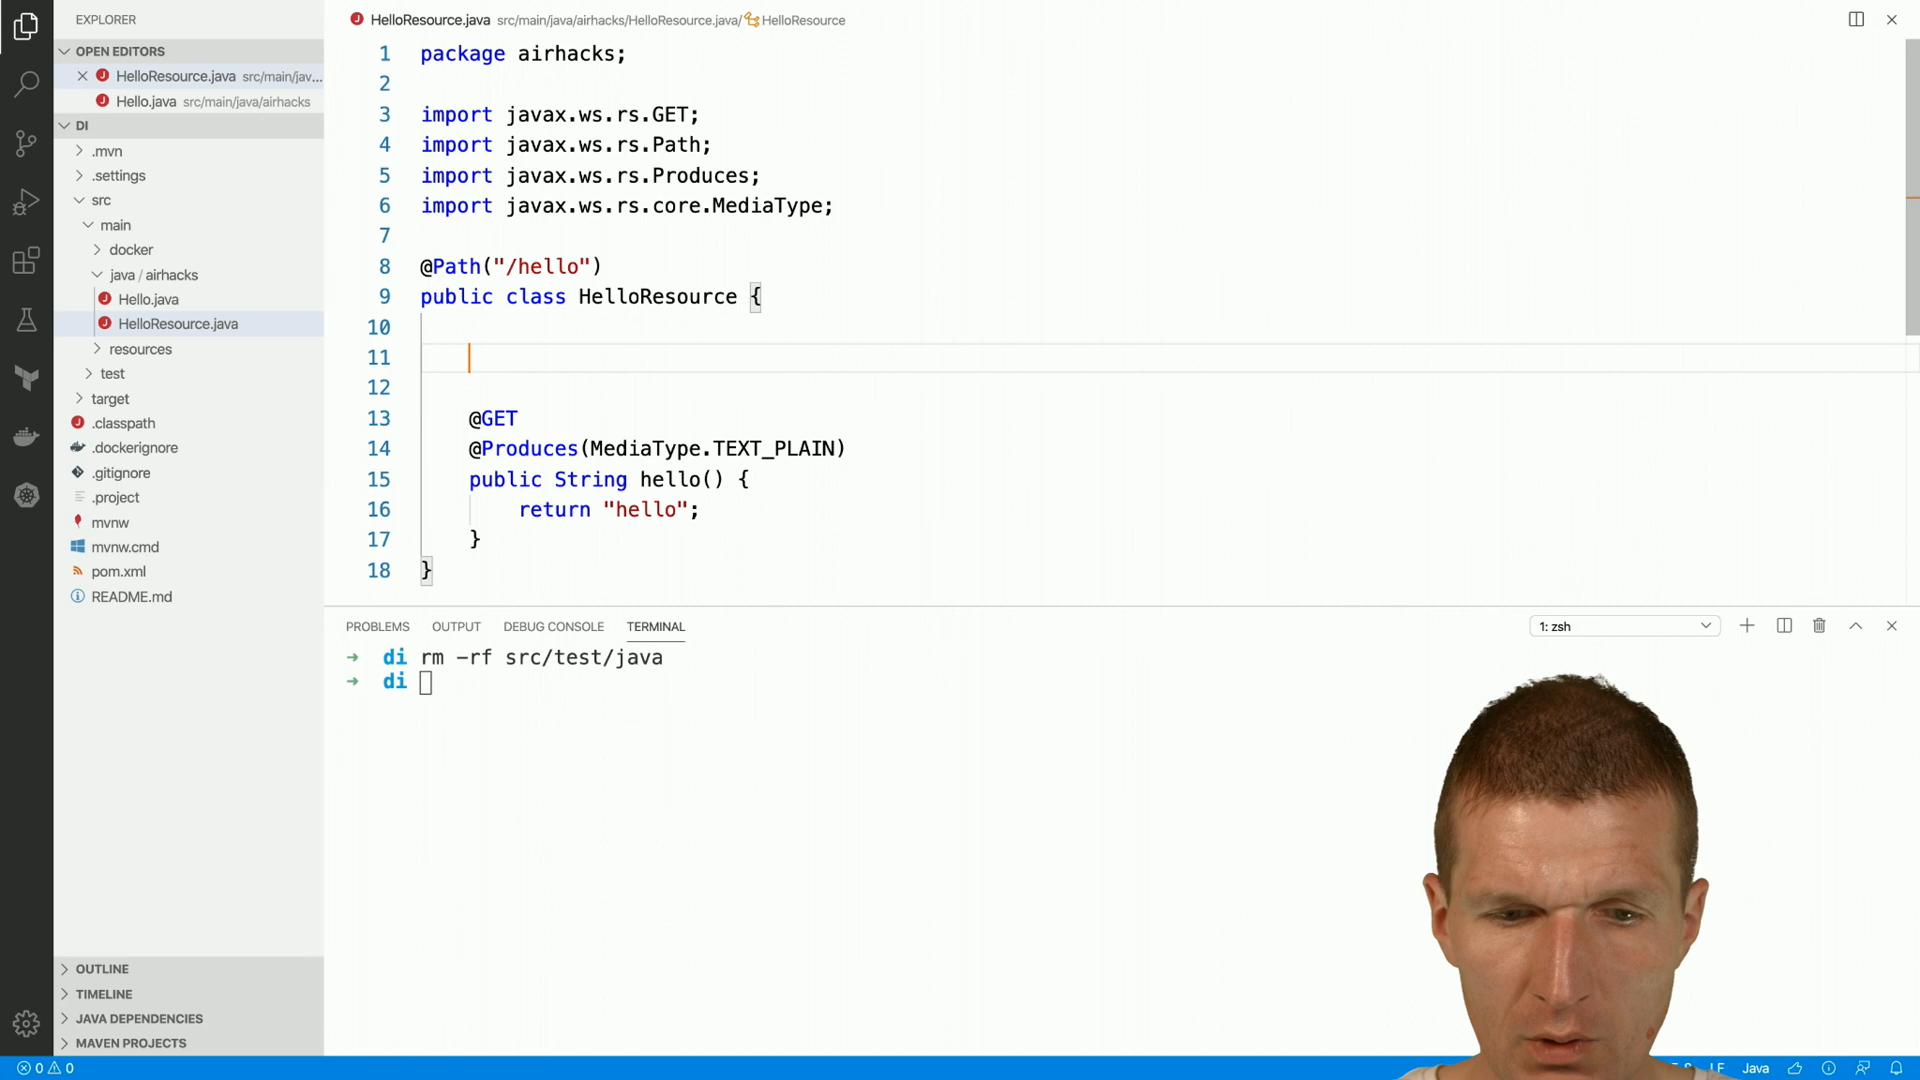 EXPLORER
OPEN EDITORS
HelloResource.java src/main/jav...
Hello.java src/main/java/airhacks
DI
.mvn
.settings
src
main
docker
java / airhacks
Hello.java
HelloResource.java
resources
test
target
.classpath
.dockerignore
.gitignore
.project
mvnw
mvnw.cmd
pom.xml
README.md
OUTLINE
TIMELINE
JAVA DEPENDENCIES
MAVEN PROJECTS
HelloResource.java src/main/java/airhacks/HelloResource.java/ HelloResource
1 package airhacks;
2
3 import javax.ws.rs.GET;
4 import javax.ws.rs.Path;
5 import javax.ws.rs.Produces;
6 import javax.ws.rs.core.MediaType;
7
8 @Path("/hello")
9 public class HelloResource {
10
11
12
13 @GET
14 @Produces(MediaType.TEXT_PLAIN)
15 public String hello() {
16 return "hello";
17 }
18 }
PROBLEMS OUTPUT DEBUG CONSOLE TERMINAL 1: zsh
→ di rm -rf src/test/java
→ di
0 0 LF Java